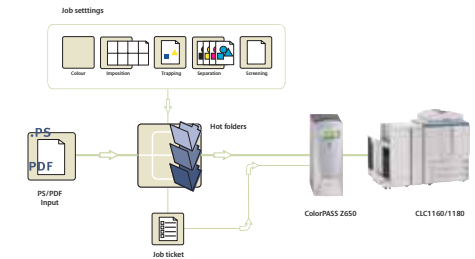 Job setttings
Colour
Imposition
Trapping
Separation
Screening
Hot folders
.PS
PDF
PS/PDF
Input
ColorPASS Z650
CLC1160/1180
Job ticket